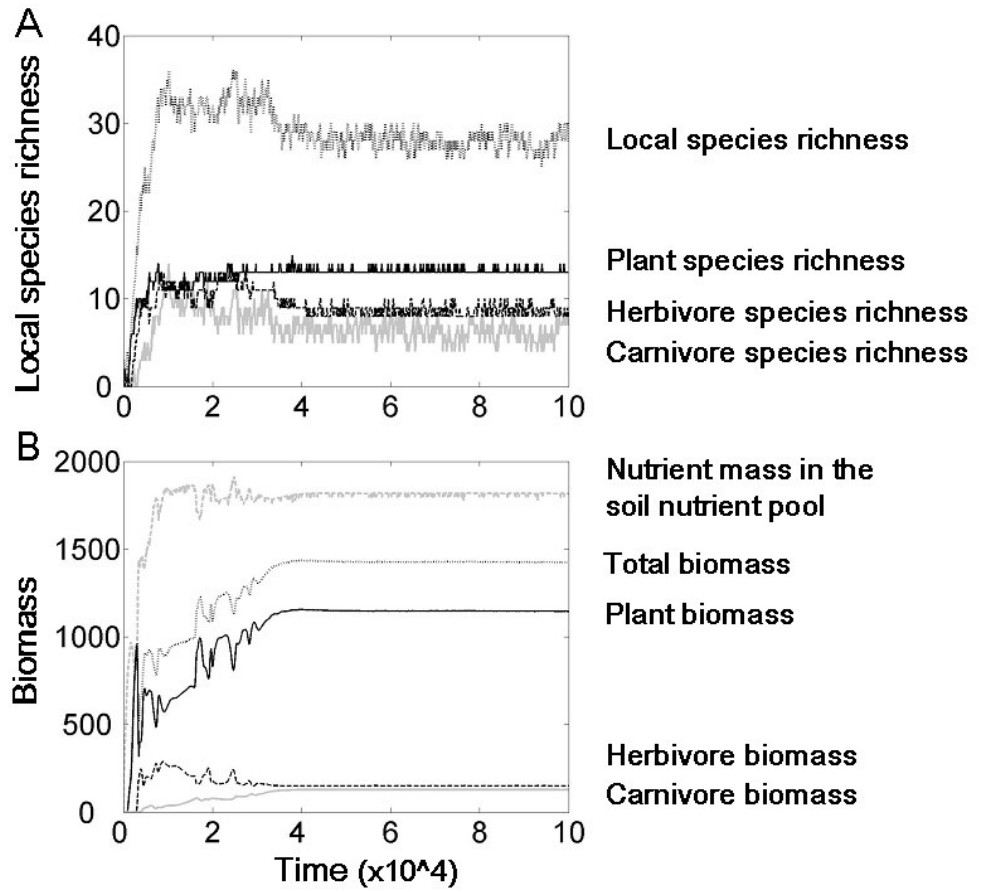 A
Local species richness
40
30
20
10
0
0 2 4 6 8 10
Local species richness
Plant species richness
Herbivore species richness
Carnivore species richness
B
Biomass
2000
1500
1000
500
0
0 2 4 6 8 10
Time (x10^4)
Nutrient mass in the
soil nutrient pool
Total biomass
Plant biomass
Herbivore biomass
Carnivore biomass